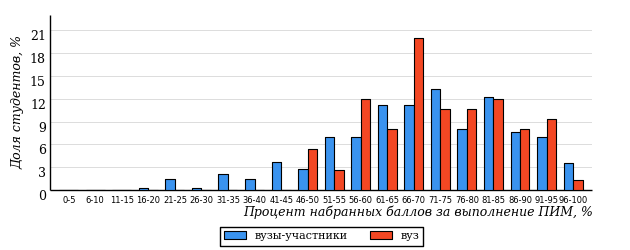 Доля студентов, %
21
18
15
12
9
6
3
0
0-5 6-10 11-15 16-20 21-25 26-30 31-35 36-40 41-45 46-50 51-55 56-60 61-65 66-70 71-75 76-80 81-85 86-90 91-95 96-100
Процент набранных баллов за выполнение ПИМ, %
вузы-участники вуз